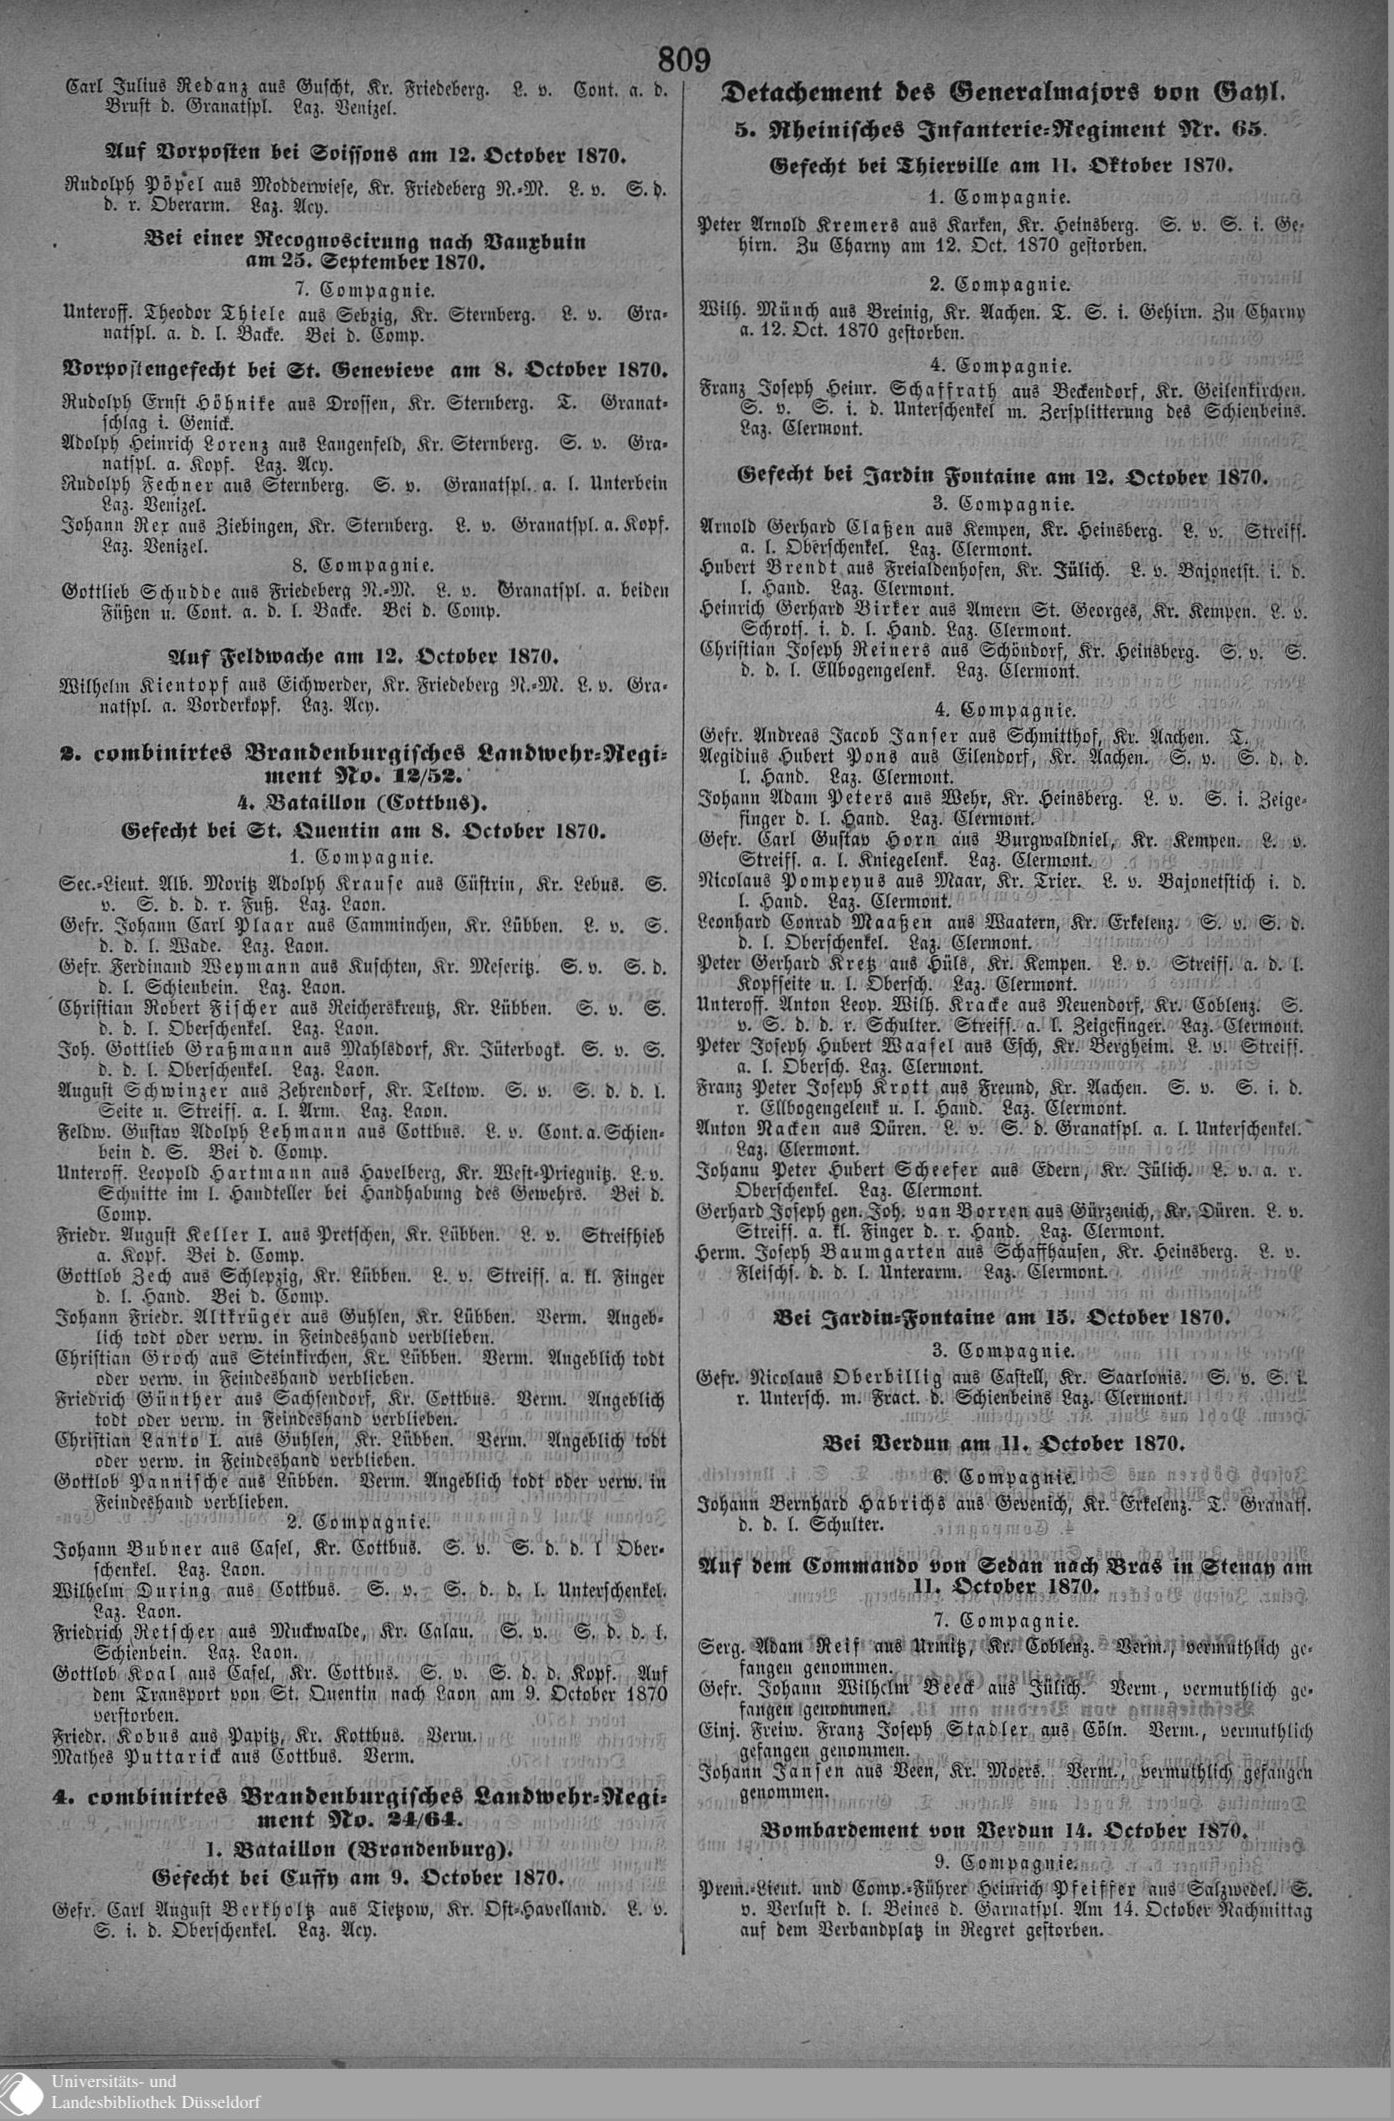 809
Carl Julius Redanz aus Guscht, Kr. Friedeberg. L. v. Cont. a. d.
Brust d. Granatspl. Laz. Venizel.
Auf Vorposten bei Soissons am 12. October 1870.
Rudolph Pöpel aus Modderwiese, Kr. Friedeberg N.-M. L. v. S. d.
d. r. Oberarm. Laz. Acy.
Bei einer Recognoscirung nach Vauxbuin
am 25. September 1870.
7. Compagnie.
Unteroff. Theodor Thiele aus Sebzig, Kr. Sternberg. L. v. Gra-
natspl. a. d. l. Backe. Bei d. Comp.
Vorpostengefecht bei St. Genevieve am 8. October 1870.
Rudolph Ernst Höhnike aus Drossen, Kr. Sternberg. T. Granat-
schlag i. Genick.
Adolph Heinrich Lorenz aus Langenfeld, Kr. Sternberg. S. v. Gra-
natspl. a. Kopf. Laz. Acy.
Rudolph Fechner aus Sternberg. S. v. Granatspl. a. l. Unterbein
Laz. Venizel.
Johann Rex aus Ziebingen, Kr. Sternberg. L. v. Granatspl. a. Kopf.
Laz. Venizel.
8. Compagnie.
Gottlieb Schudde aus Friedeberg N.-M. L. v. Granatspl. a. beiden
Füßen u. Cont. a. d. l. Backe. Bei d. Comp.
Auf Feldwache am 12. October 1870.
Wilhelm Kientopf aus Eichwerder, Kr. Friedeberg N.-M. L. v. Gra-
natspl. a. Vorderkopf. Laz. Acy.
2. combinirtes Brandenburgisches Landwehr-Regi-
ment No. 12/52.
4. Bataillon (Cottbus).
Gefecht bei St. Quentin am 8. October 1870.
1. Compagnie.
Sec.-Lieut. Alb. Moritz Adolph Krause aus Cüstrin, Kr. Lebus. S.
v. S. d. d. r. Fuß. Laz. Laon.
Gefr. Johann Carl Plaar aus Camminchen, Kr. Lübben. L. v. S.
d. d. l. Wade. Laz. Laon.
Gefr. Ferdinand Weymann aus Kuschten, Kr. Meseritz. S. v. S. d.
d. l. Schienbein. Laz. Laon.
Christian Robert Fischer aus Reicherskreutz, Kr. Lübben. S. v. S.
d. d. l. Oberschenkel. Laz. Laon.
Joh. Gottlieb Graßmann aus Mahlsdorf, Kr. Jüterbogk. S. v. S.
d. d. l. Oberschenkel. Laz. Laon.
August Schwinzer aus Zehrendorf, Kr. Teltow. S. v. S. d. d. l.
Seite u. Streifs. a. l. Arm. Laz. Laon.
Feldw. Gustav Adolph Lehmann aus Cottbus. L. v. Cont. a. Schien-
bein d. S. Bei d. Comp.
Unteroff. Leopold Hartmann aus Havelberg, Kr. West-Priegnitz. L. v.
Schnitte im l. Handteller bei Handhabung des Gewehrs. Bei d.
Comp.
Friedr. August Keller I. aus Pretschen, Kr. Lübben. L. v. Streifhieb
a. Kopf. Bei d. Comp.
Gottlob Zech aus Schlepzig, Kr. Lübben. L. v. Streifs. a. kl. Finger
d. l. Hand. Bei d. Comp.
Johann Friedr. Altkrüger aus Guhlen, Kr. Lübben. Verm. Angeb-
lich todt oder verw. in Feindeshand verblieben.
Christian Groch aus Steinkirchen, Kr. Lübben. Verm. Angeblich todt
oder verw. in Feindeshand verblieben.
Friedrich Günther aus Sachsendorf, Kr. Cottbus. Verm. Angeblich
todt oder verw. in Feindeshand verblieben.
Christian Lanto I. aus Guhlen, Kr. Lübben. Verm. Angeblich todt
oder verw. in Feindeshand verblieben.
Gottlob Pannische aus Lübben. Verm. Angeblich todt oder verw. in
Feindeshand verblieben.
2. Compagnie.
Johann Bubner aus Casel, Kr. Cottbus. S. v. S. d. d. l Ober-
schenkel. Laz. Laon.
Wilhelm During aus Cottbus. S. v. S. d. d. l. Unterschenkel.
Laz. Laon.
Friedrich Retscher aus Muckwalde, Kr. Calau. S. v. S. d. d. l.
Schienbein. Laz. Laon.
Gottlob Koal aus Casel, Kr. Cottbus. S. v. S. d. d. Kopf. Auf
dem Transport von St. Quentin nach Laon am 9. October 1870
verstorben.
Friedr. Kobus aus Papitz, Kr. Kottbus. Verm.
Mathes Puttarick aus Cottbus. Verm.
4. combinirtes Brandenburgisches Landwehr-Regi-
ment No. 24/64.
1. Bataillon (Brandenburg).
Gefecht bei Cuffy am 9. October 1870.
Gefr. Carl August Berkholtz aus Tietzow, Kr. Ost-Havelland. L. v.
S. i. d. Oberschenkel. Laz. Acy.
Detachement des Generalmajors von Gayl.
5. Rheinisches Infanterie-Regiment Nr. 65.
Gefecht bei Thierville am 11. Oktober 1870.
1. Compagnie.
Peter Arnold Kremers aus Karken, Kr. Heinsberg. S. v. S. i. Ge-
hirn. Zu Charny am 12. Oct. 1870 gestorben.
2. Compagnie.
Wilh. Münch aus Breinig, Kr. Aachen. T. S. i. Gehirn. Zu Charny
a. 12. Oct. 1870 gestorben.
4. Compagnie.
Franz Joseph Heinr. Schaffrath aus Beckendorf, Kr. Geilenkirchen.
S. v. S. i. d. Unterschenkel m. Zersplitterung des Schienbeins.
Laz. Clermont.
Gefecht bei Jardin Fontaine am 12. October 1870.
3. Compagnie.
Arnold Gerhard Claßen aus Kempen, Kr. Heinsberg. L. v. Streifs.
a. l. Oberschenkel. Laz. Clermont.
Hubert Brendt aus Freialdenhofen, Kr. Jülich. L. v. Bajonetst. i. d.
l. Hand. Laz. Clermont.
Heinrich Gerhard Birker aus Amern St. Georges, Kr. Kempen. L. v.
Schrots. i. d. l. Hand. Laz. Clermont.
Christian Joseph Reiners aus Schöndorf, Kr. Heinsberg. S. v. S.
d. d. l. Ellbogengelenk. Laz. Clermont.
4. Compagnie.
Gefr. Andreas Jacob Janser aus Schmitthof, Kr. Aachen. T.
Aegidius Hubert Pons aus Eilendorf, Kr. Aachen. S. v. S. d. d.
l. Hand. Laz. Clermont.
Johann Adam Peters aus Wehr, Kr. Heinsberg. L. v. S. i. Zeige-
finger d. l. Hand. Laz. Clermont.
Gefr. Carl Gustav Horn aus Burgwaldniel, Kr. Kempen. L. v.
Streifs. a. l. Kniegelenk. Laz. Clermont.
Nicolaus Pompeyus aus Maar, Kr. Trier. L. v. Bajonetstich i. d.
l. Hand. Laz. Clermont.
Leonhard Conrad Maaßen aus Waatern, Kr. Erkelenz. S. v. S. d.
d. l. Oberschenkel. Laz. Clermont.
Peter Gerhard Kretz aus Hüls, Kr. Kempen. L. v. Streifs. a. d. l.
Kopfseite u. l. Obersch. Laz. Clermont.
Unteroff. Anton Leop. Wilh. Kracke aus Neuendorf, Kr. Coblenz. S.
v. S. d. d. r. Schulter. Streifs. a. l. Zeigefinger. Laz. Clermont.
Peter Joseph Hubert Waasel aus Esch, Kr. Bergheim. L. v. Streifs.
a. l. Obersch. Laz. Clermont.
Franz Peter Joseph Krott aus Freund, Kr. Aachen. S. v. S. i. d.
r. Ellbogengelenk u. l. Hand. Laz. Clermont.
Anton Nacken aus Düren. L. v. S. d. Granatspl. a. l. Unterschenkel.
Laz. Clermont.
Johann Peter Hubert Scheefer aus Edern, Kr. Jülich. L. v. a. r.
Oberschenkel. Laz. Clermont.
Gerhard Joseph gen. Joh. van Borren aus Gürzenich, Kr. Düren. L. v.
Streifs. a. kl. Finger d. r. Hand. Laz. Clermont.
Herm. Joseph Baumgarten aus Schaffhausen, Kr. Heinsberg. L. v.
Fleischs. d. d. l. Unterarm. Laz. Clermont.
Bei Jardin-Fontaine am 15. October 1870.
3. Compagnie.
Gefr. Nicolaus Oberbillig aus Castell, Kr. Saarlouis. S. v. S. i.
r. Untersch. m. Fract. d. Schienbeins Laz. Clermont.
Bei Verdun am 11. October 1870.
6. Compagnie.
Johann Bernhard Habrichs aus Gevenich, Kr. Erkelenz. T. Granats.
d. d. l. Schulter.
Auf dem Commando von Sedan nach Bras in Stenay am
11. October 1870.
7. Compagnie.
Serg. Adam Reif aus Urmitz, Kr. Coblenz. Verm., vermuthlich ge-
fangen genommen.
Gefr. Johann Wilhelm Beeck aus Jülich. Verm, vermuthlich ge-
fangen genommen.
Einj. Freiw. Franz Joseph Stadler aus Cöln. Verm., vermuthlich
gefangen genommen.
Johann Jansen aus Veen, Kr. Moers. Verm., vermuthlich gefangen
genommen.
Bombardement von Verdun 14. October 1870.
9. Compagnie.
Prem.-Lieut. und Comp.-Führer Heinrich Pfeiffer aus Salzwedel. S.
v. Verlust d. l. Beines d. Garnatspl. Am 14. October Nachmittag
auf dem Verbandplatz in Regret gestorben.
Universitäts- und
Landesbibliothek Düsseldorf